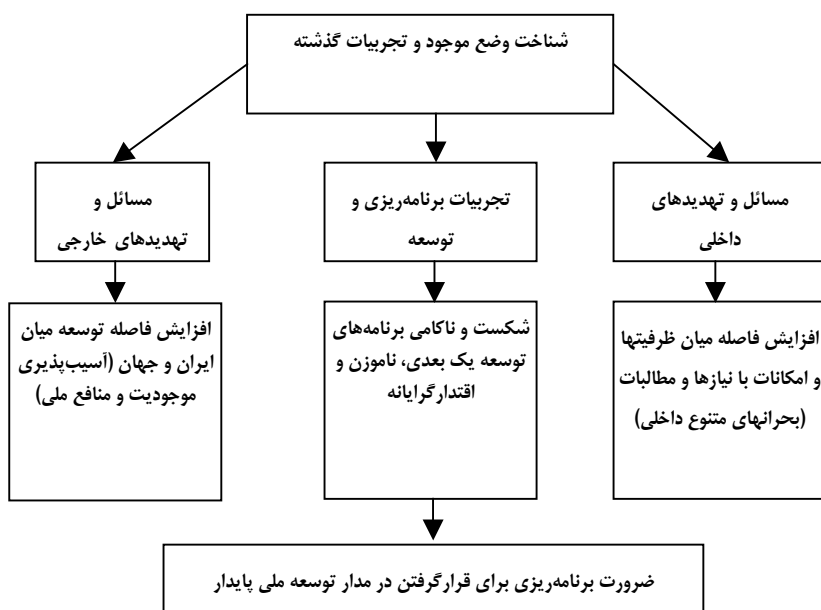 شناخت وضع موجود و تجربیات گذشته
مسائل و تهدیدهای
داخلی
تجربیات برنامه‌ریزی و
توسعه
مسائل و
تهدیدهای خارجی
افزایش فاصله میان ظرفیتها
و امکانات با نیازها و مطالبات
(بحرانهای متنوع داخلی)
شکست و ناکامی برنامه‌های
توسعه یک بعدی، ناموزن و
اقتدارگرایانه
افزایش فاصله توسعه میان
ایران و جهان (آسیب‌پذیری
موجودیت و منافع ملی)
ضرورت برنامه‌ریزی برای قرارگرفتن در مدار توسعه ملی پایدار